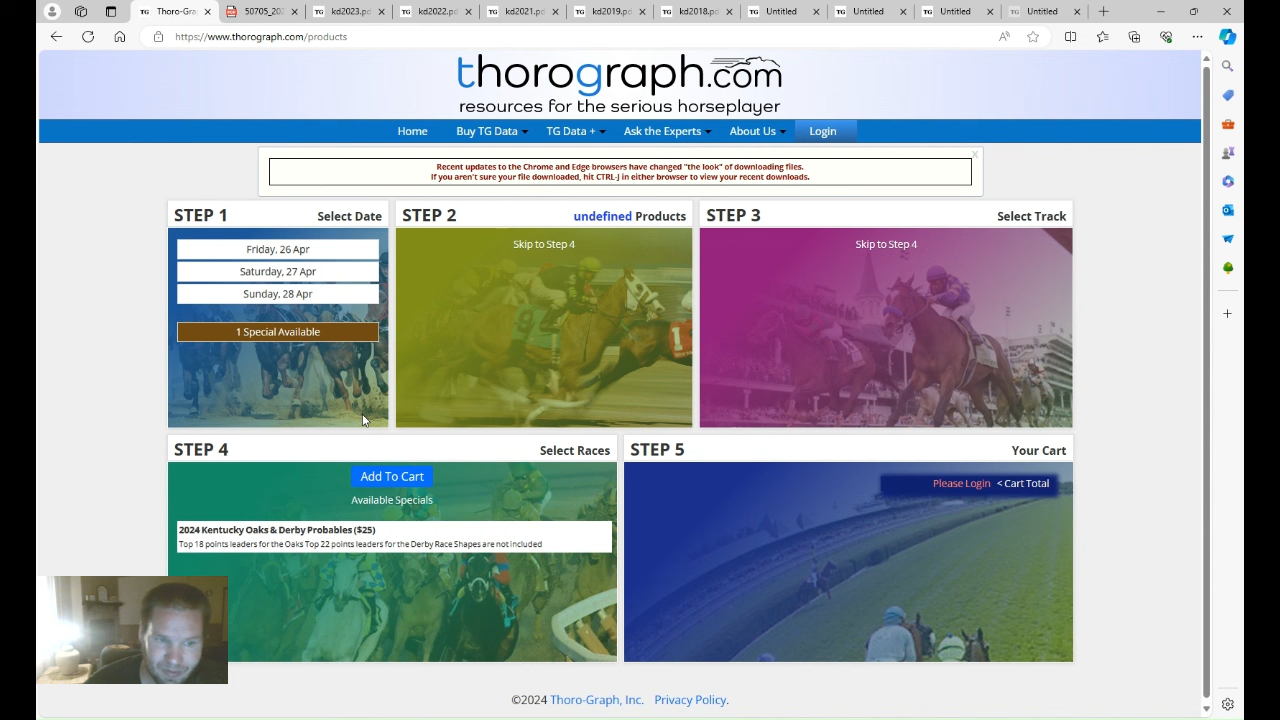 Thoro-Gra
50705_202
kd2023.pd
kd2022.pd
kd2021.pd
kd2019.pd
kd2018.pd
Untitled
Untitled
Untitled
Untitled
https://www.thorograph.com/products
thorograph.com
resources for the serious horseplayer
Home Buy TG Data TG Data + Ask the Experts About Us Login
Recent updates to the Chrome and Edge browsers have changed "the look" of downloading files.
If you aren't sure your file downloaded, hit CTRL-J in either browser to view your recent downloads.
STEP 1 Select Date
Friday, 26 Apr
Saturday, 27 Apr
Sunday, 28 Apr
1 Special Available
STEP 2 undefined Products
Skip to Step 4
STEP 3 Select Track
Skip to Step 4
STEP 4 Select Races
Add To Cart
Available Specials
2024 Kentucky Oaks & Derby Probables ($25)
Top 18 points leaders for the Oaks Top 22 points leaders for the Derby Race Shapes are not included
STEP 5 Your Cart
Please Login < Cart Total
©2024 Thoro-Graph, Inc. Privacy Policy.